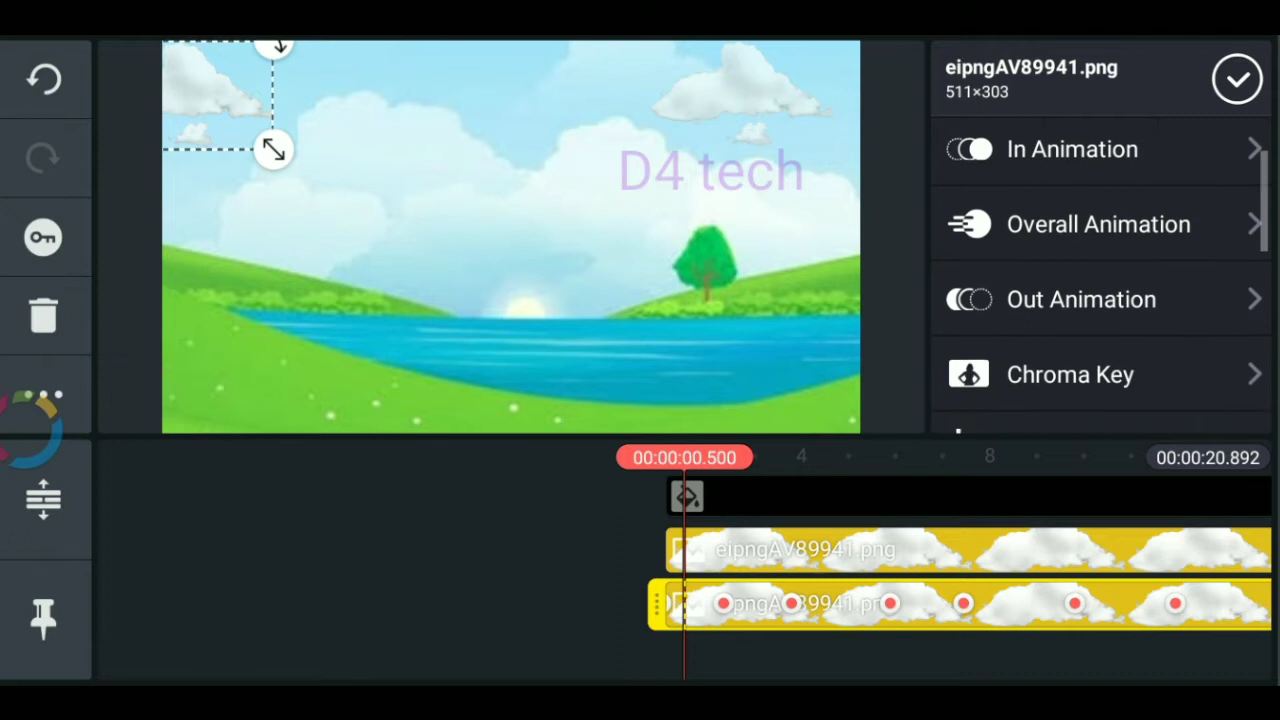 eipngAV89941.png
511×303
In Animation
Overall Animation
Out Animation
Chroma Key
D4 tech
00:00:00.500
4
8
00:00:20.892
eipngAV89941.png